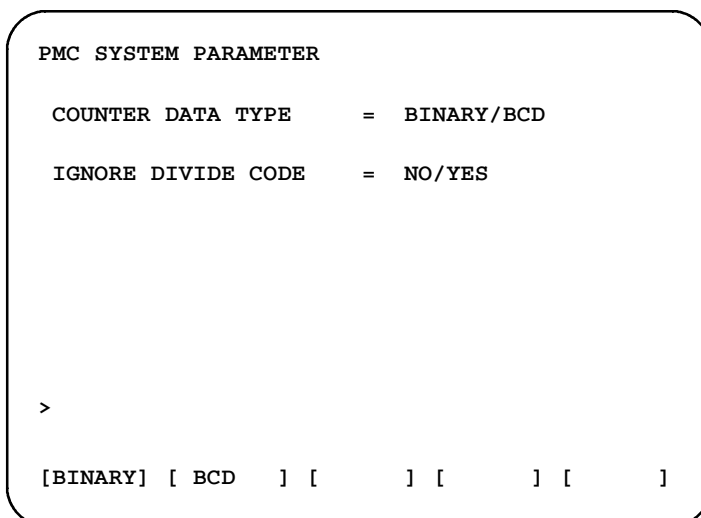 PMC SYSTEM PARAMETER
COUNTER DATA TYPE = BINARY/BCD
IGNORE DIVIDE CODE = NO/YES
>
[BINARY] [ BCD ] [ ] [ ] [ ]